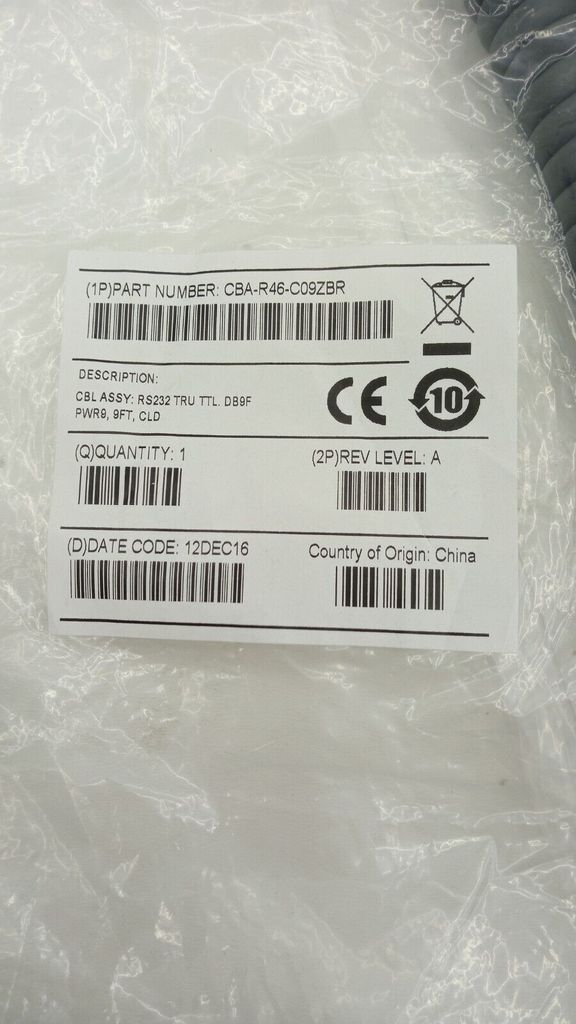 (1P)PART NUMBER: CBA-R46-C09ZBR
DESCRIPTION:
CBL ASSY: RS232 TRU TTL. DB9F
PWR9, 9FT, CLD
CE
10
(Q)QUANTITY: 1
(2P)REV LEVEL: A
(D)DATE CODE: 12DEC16
Country of Origin: China